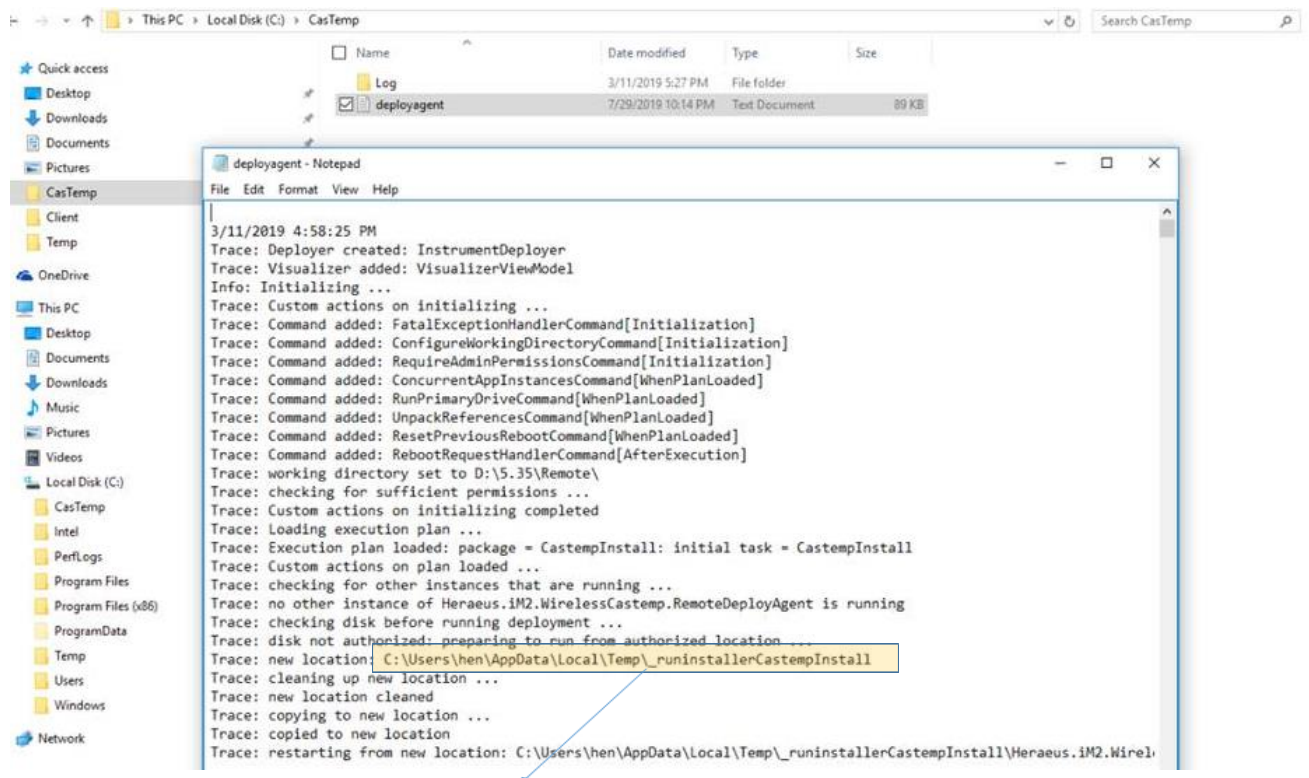 This PC › Local Disk (C:) › CasTemp
Search CasTemp
Name Date modified Type Size
Log 3/11/2019 5:27 PM File folder
deployagent 7/29/2019 10:14 PM Text Document 89 KB
Quick access
Desktop
Downloads
Documents
Pictures
CasTemp
Client
Temp
OneDrive
This PC
Desktop
Documents
Downloads
Music
Pictures
Videos
Local Disk (C:)
CasTemp
Intel
PerfLogs
Program Files
Program Files (x86)
ProgramData
Temp
Users
Windows
Network
deployagent - Notepad
File Edit Format View Help
3/11/2019 4:58:25 PM
Trace: Deployer created: InstrumentDeployer
Trace: Visualizer added: VisualizerViewModel
Info: Initializing ...
Trace: Custom actions on initializing ...
Trace: Command added: FatalExceptionHandlerCommand[Initialization]
Trace: Command added: ConfigureWorkingDirectoryCommand[Initialization]
Trace: Command added: RequireAdminPermissionsCommand[Initialization]
Trace: Command added: ConcurrentAppInstancesCommand[WhenPlanLoaded]
Trace: Command added: RunPrimaryDriveCommand[WhenPlanLoaded]
Trace: Command added: UnpackReferencesCommand[WhenPlanLoaded]
Trace: Command added: ResetPreviousRebootCommand[WhenPlanLoaded]
Trace: Command added: RebootRequestHandlerCommand[AfterExecution]
Trace: working directory set to D:\5.35\Remote\
Trace: checking for sufficient permissions ...
Trace: Custom actions on initializing completed
Trace: Loading execution plan ...
Trace: Execution plan loaded: package = CastempInstall: initial task = CastempInstall
Trace: Custom actions on plan loaded ...
Trace: checking for other instances that are running ...
Trace: no other instance of Heraeus.iM2.WirelessCastemp.RemoteDeployAgent is running
Trace: checking disk before running deployment ...
Trace: disk not authorized: preparing to run from authorized location ...
Trace: new location: C:\Users\hen\AppData\Local\Temp\_runinstallerCastempInstall
Trace: cleaning up new location ...
Trace: new location cleaned
Trace: copying to new location ...
Trace: copied to new location
Trace: restarting from new location: C:\Users\hen\AppData\Local\Temp\_runinstallerCastempInstall\Heraeus.iM2.Wirel